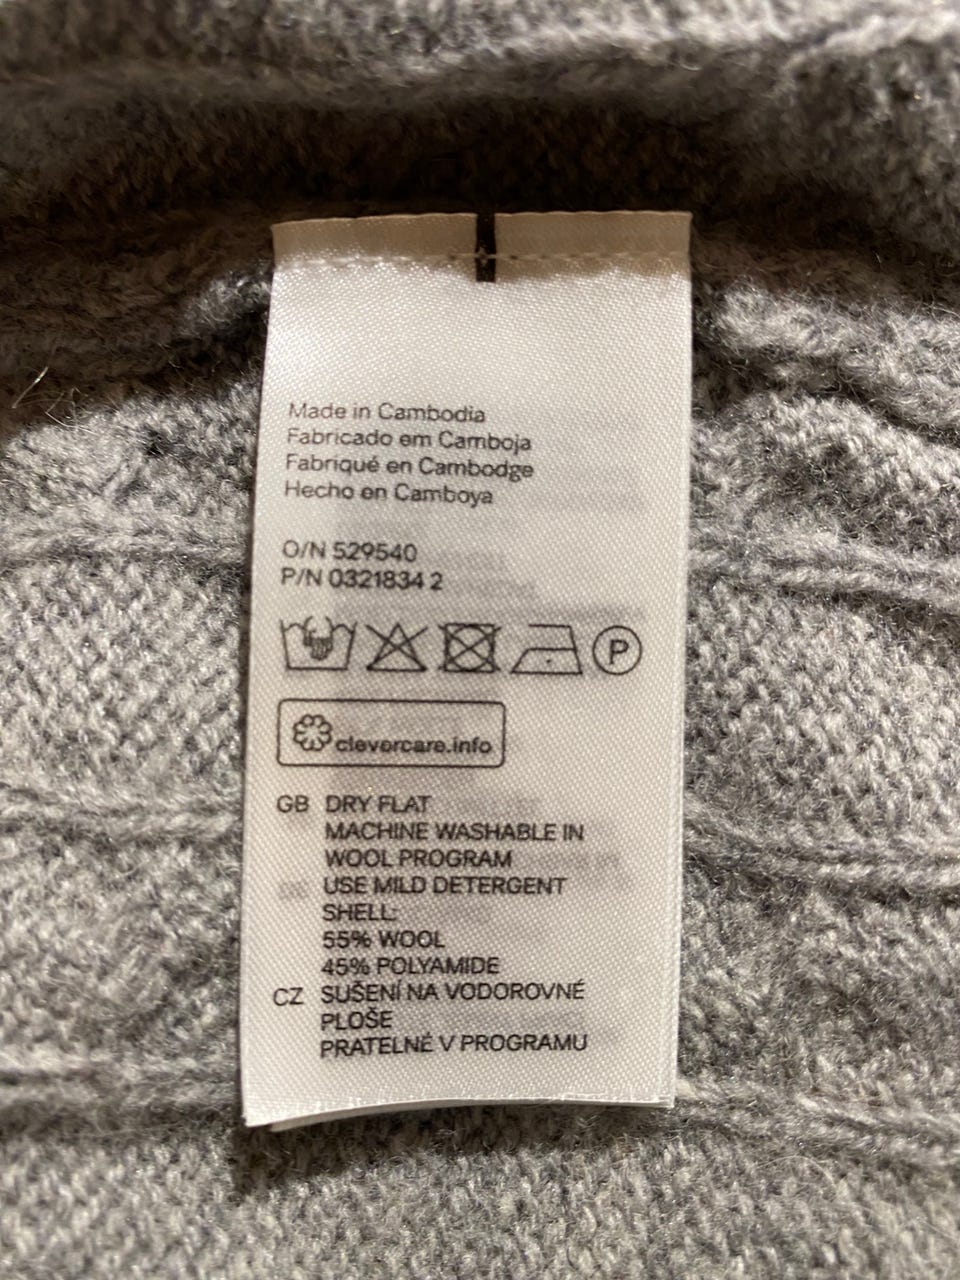 Made in Cambodia
Fabricado em Camboja
Fabriqué en Cambodge
Hecho en Camboya
O/N 529540
P/N 0321834 2
P
clevercare.info
GB DRY FLAT
MACHINE WASHABLE IN
WOOL PROGRAM
USE MILD DETERGENT
SHELL:
55% WOOL
45% POLYAMIDE
CZ SUŠENÍ NA VODOROVNÉ
PLOŠE
PRATELNÉ V PROGRAMU